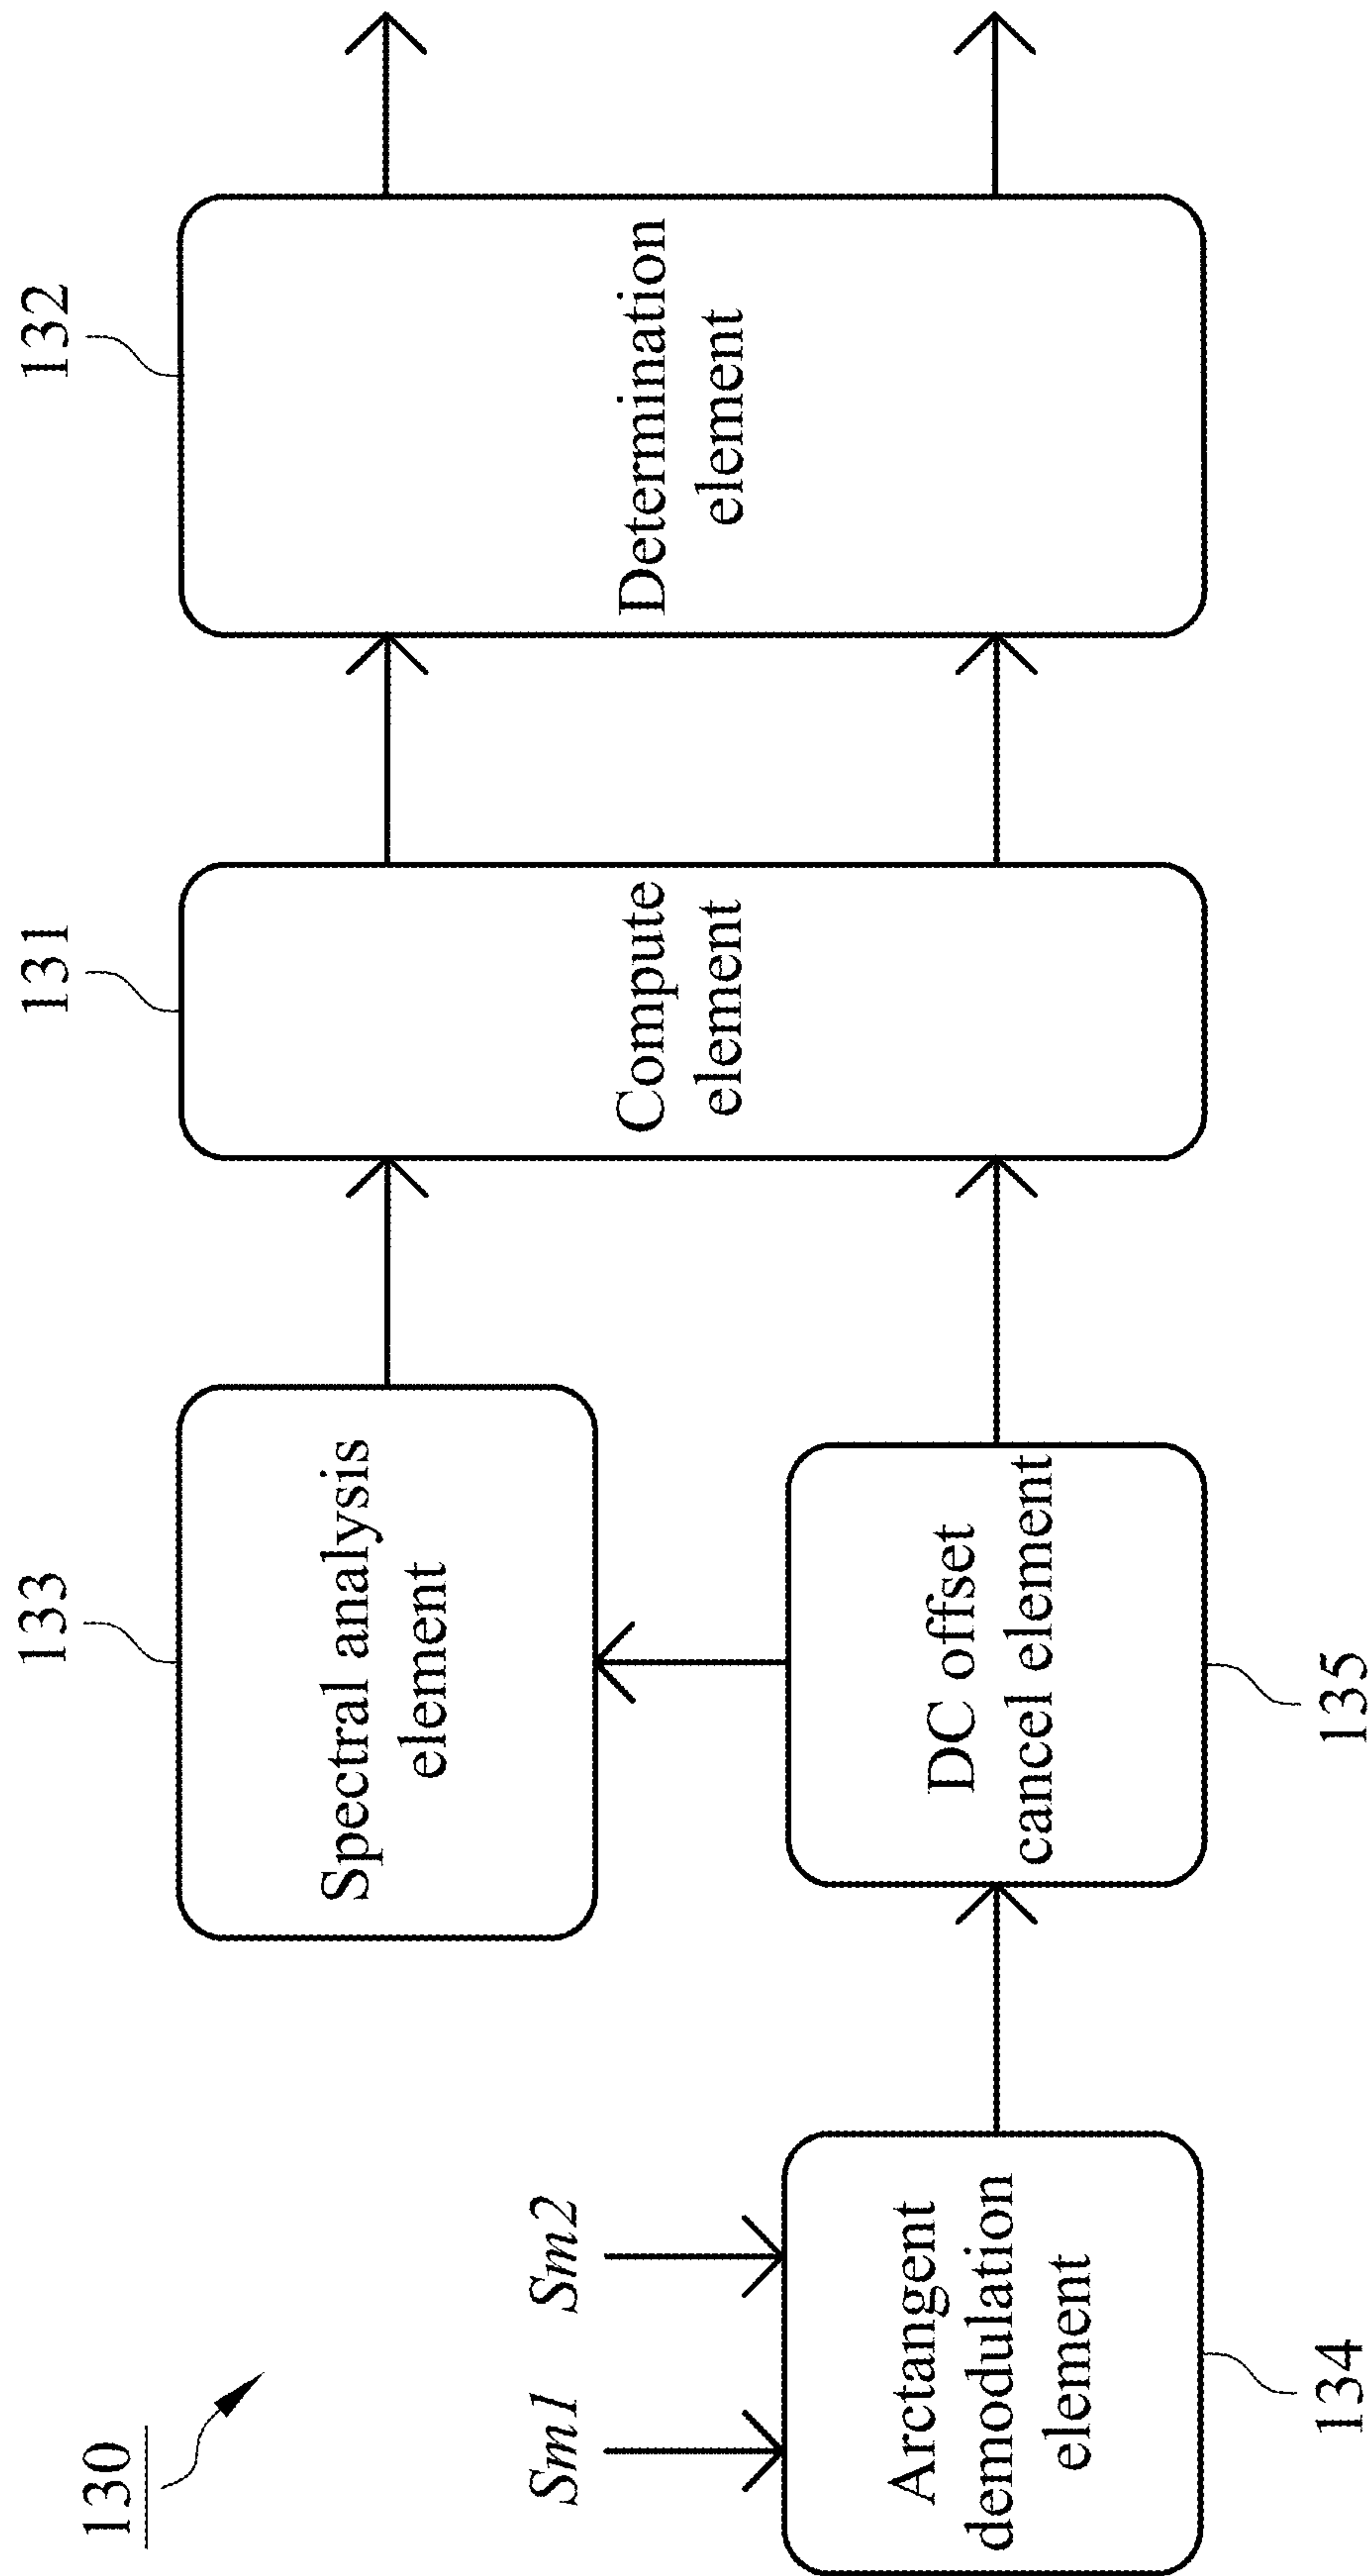 130
Sm1
Sm2
Arctangent
demodulation
element
134
133
Spectral analysis
element
DC offset
cancel element
135
131
Compute
element
132
Determination
element